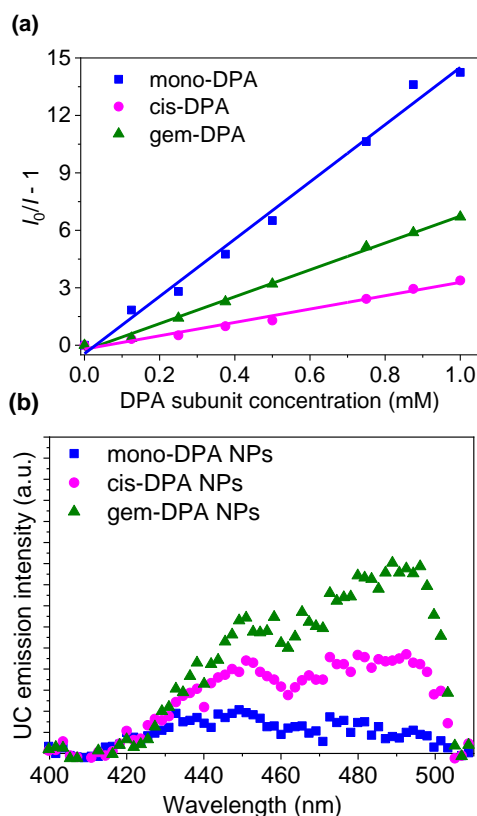 (a)
15
12
9
6
3
0
I0/I - 1
mono-DPA
cis-DPA
gem-DPA
0.0 0.2 0.4 0.6 0.8 1.0
DPA subunit concentration (mM)
(b)
UC emission intensity (a.u.)
mono-DPA NPs
cis-DPA NPs
gem-DPA NPs
400 420 440 460 480 500
Wavelength (nm)